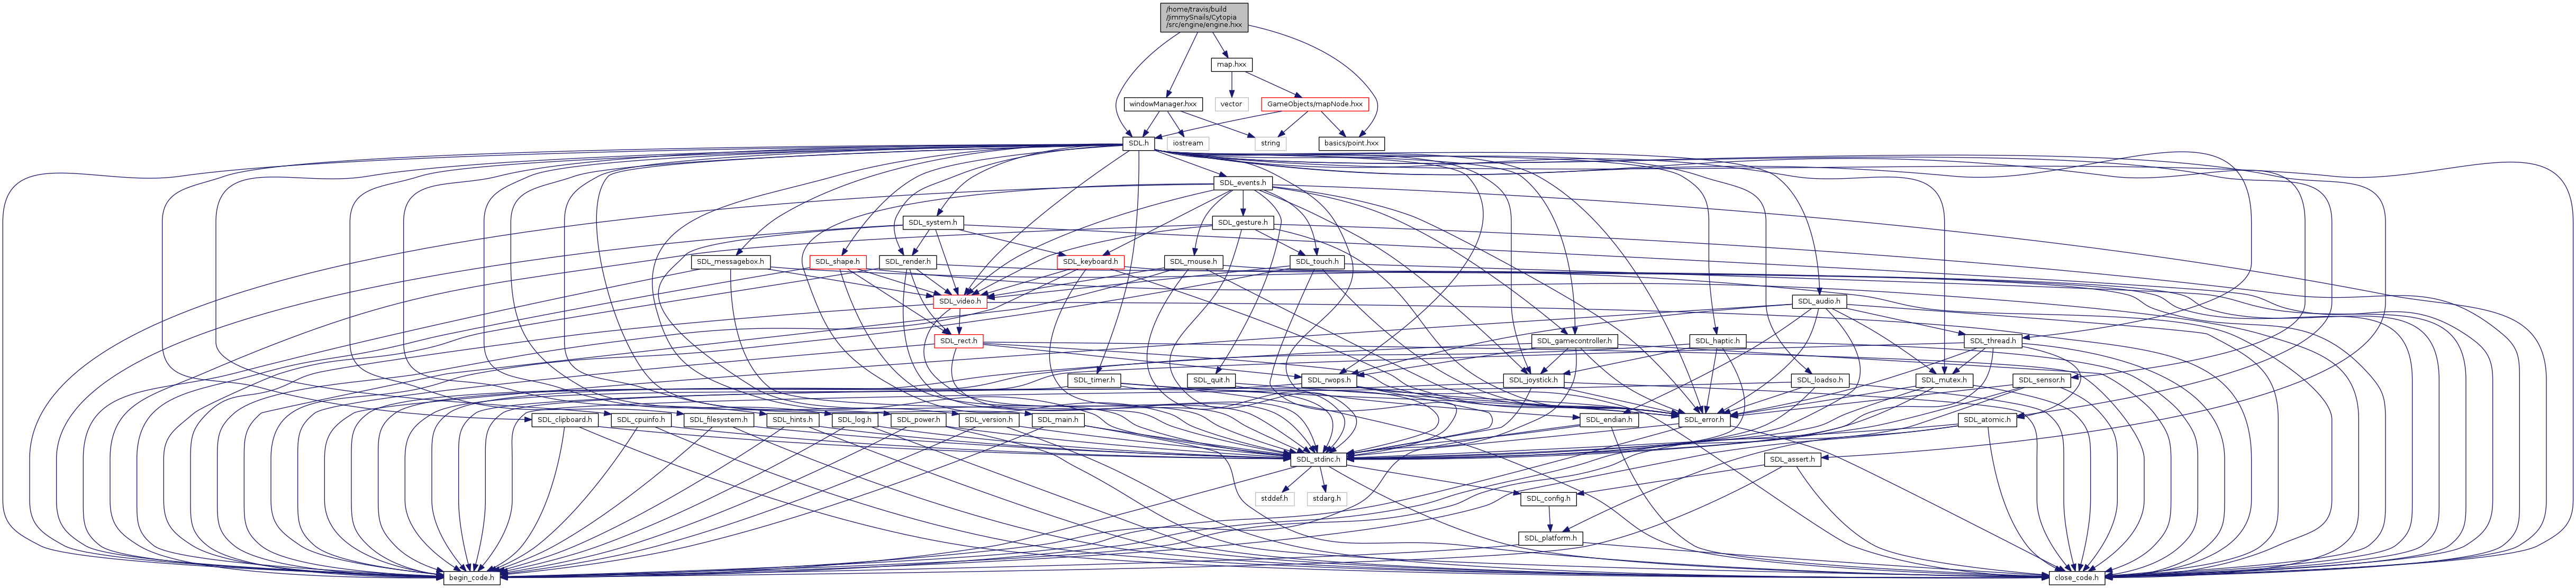 /home/travis/build
/JimmySnails/Cytopia
/src/engine/engine.hxx
map.hxx
windowManager.hxx
vector
GameObjects/mapNode.hxx
SDL.h
iostream
string
basics/point.hxx
SDL_events.h
SDL_system.h
SDL_gesture.h
SDL_messagebox.h
SDL_shape.h
SDL_render.h
SDL_keyboard.h
SDL_mouse.h
SDL_touch.h
SDL_video.h
SDL_audio.h
SDL_rect.h
SDL_gamecontroller.h
SDL_haptic.h
SDL_thread.h
SDL_timer.h
SDL_quit.h
SDL_rwops.h
SDL_joystick.h
SDL_loadso.h
SDL_mutex.h
SDL_sensor.h
SDL_clipboard.h
SDL_cpuinfo.h
SDL_filesystem.h
SDL_hints.h
SDL_log.h
SDL_power.h
SDL_version.h
SDL_main.h
SDL_endian.h
SDL_error.h
SDL_atomic.h
SDL_stdinc.h
SDL_assert.h
stddef.h
stdarg.h
SDL_config.h
SDL_platform.h
begin_code.h
close_code.h